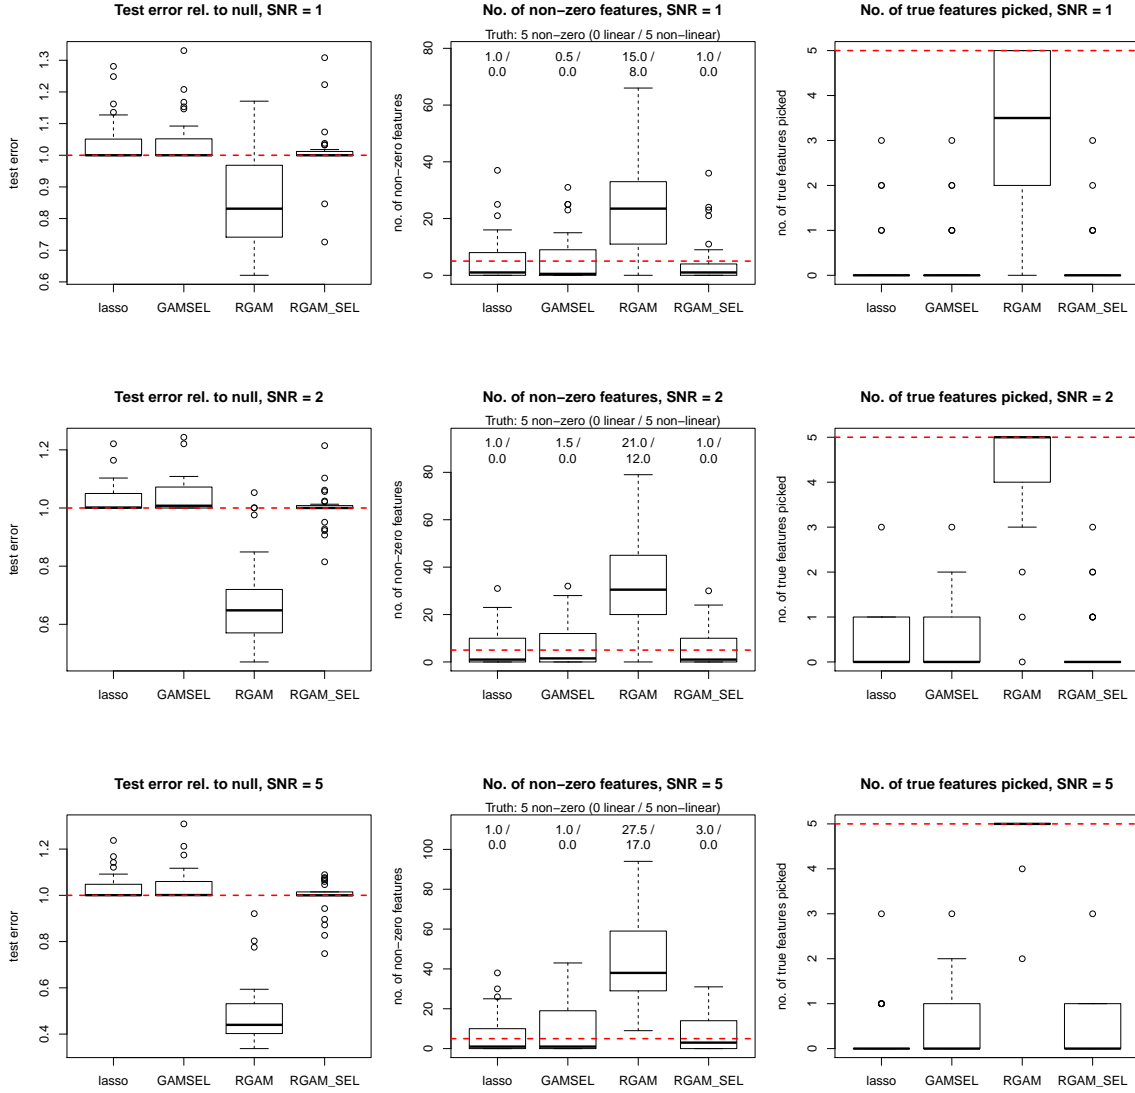 Test error rel. to null, SNR = 1
test error
0.6 0.7 0.8 0.9 1.0 1.1 1.2 1.3
lasso GAMSEL RGAM RGAM_SEL
No. of non−zero features, SNR = 1
Truth: 5 non−zero (0 linear / 5 non−linear)
1.0 / 0.5 / 15.0 / 1.0 /
0.0 0.0 8.0 0.0
no. of non−zero features
0 20 40 60 80
lasso GAMSEL RGAM RGAM_SEL
No. of true features picked, SNR = 1
no. of true features picked
0 1 2 3 4 5
lasso GAMSEL RGAM RGAM_SEL
Test error rel. to null, SNR = 2
test error
0.6 0.8 1.0 1.2
lasso GAMSEL RGAM RGAM_SEL
No. of non−zero features, SNR = 2
Truth: 5 non−zero (0 linear / 5 non−linear)
1.0 / 1.5 / 21.0 / 1.0 /
0.0 0.0 12.0 0.0
no. of non−zero features
0 20 40 60 80
lasso GAMSEL RGAM RGAM_SEL
No. of true features picked, SNR = 2
no. of true features picked
0 1 2 3 4 5
lasso GAMSEL RGAM RGAM_SEL
Test error rel. to null, SNR = 5
test error
0.4 0.6 0.8 1.0 1.2
lasso GAMSEL RGAM RGAM_SEL
No. of non−zero features, SNR = 5
Truth: 5 non−zero (0 linear / 5 non−linear)
1.0 / 1.0 / 27.5 / 3.0 /
0.0 0.0 17.0 0.0
no. of non−zero features
0 20 40 60 80 100
lasso GAMSEL RGAM RGAM_SEL
No. of true features picked, SNR = 5
no. of true features picked
0 1 2 3 4 5
lasso GAMSEL RGAM RGAM_SEL